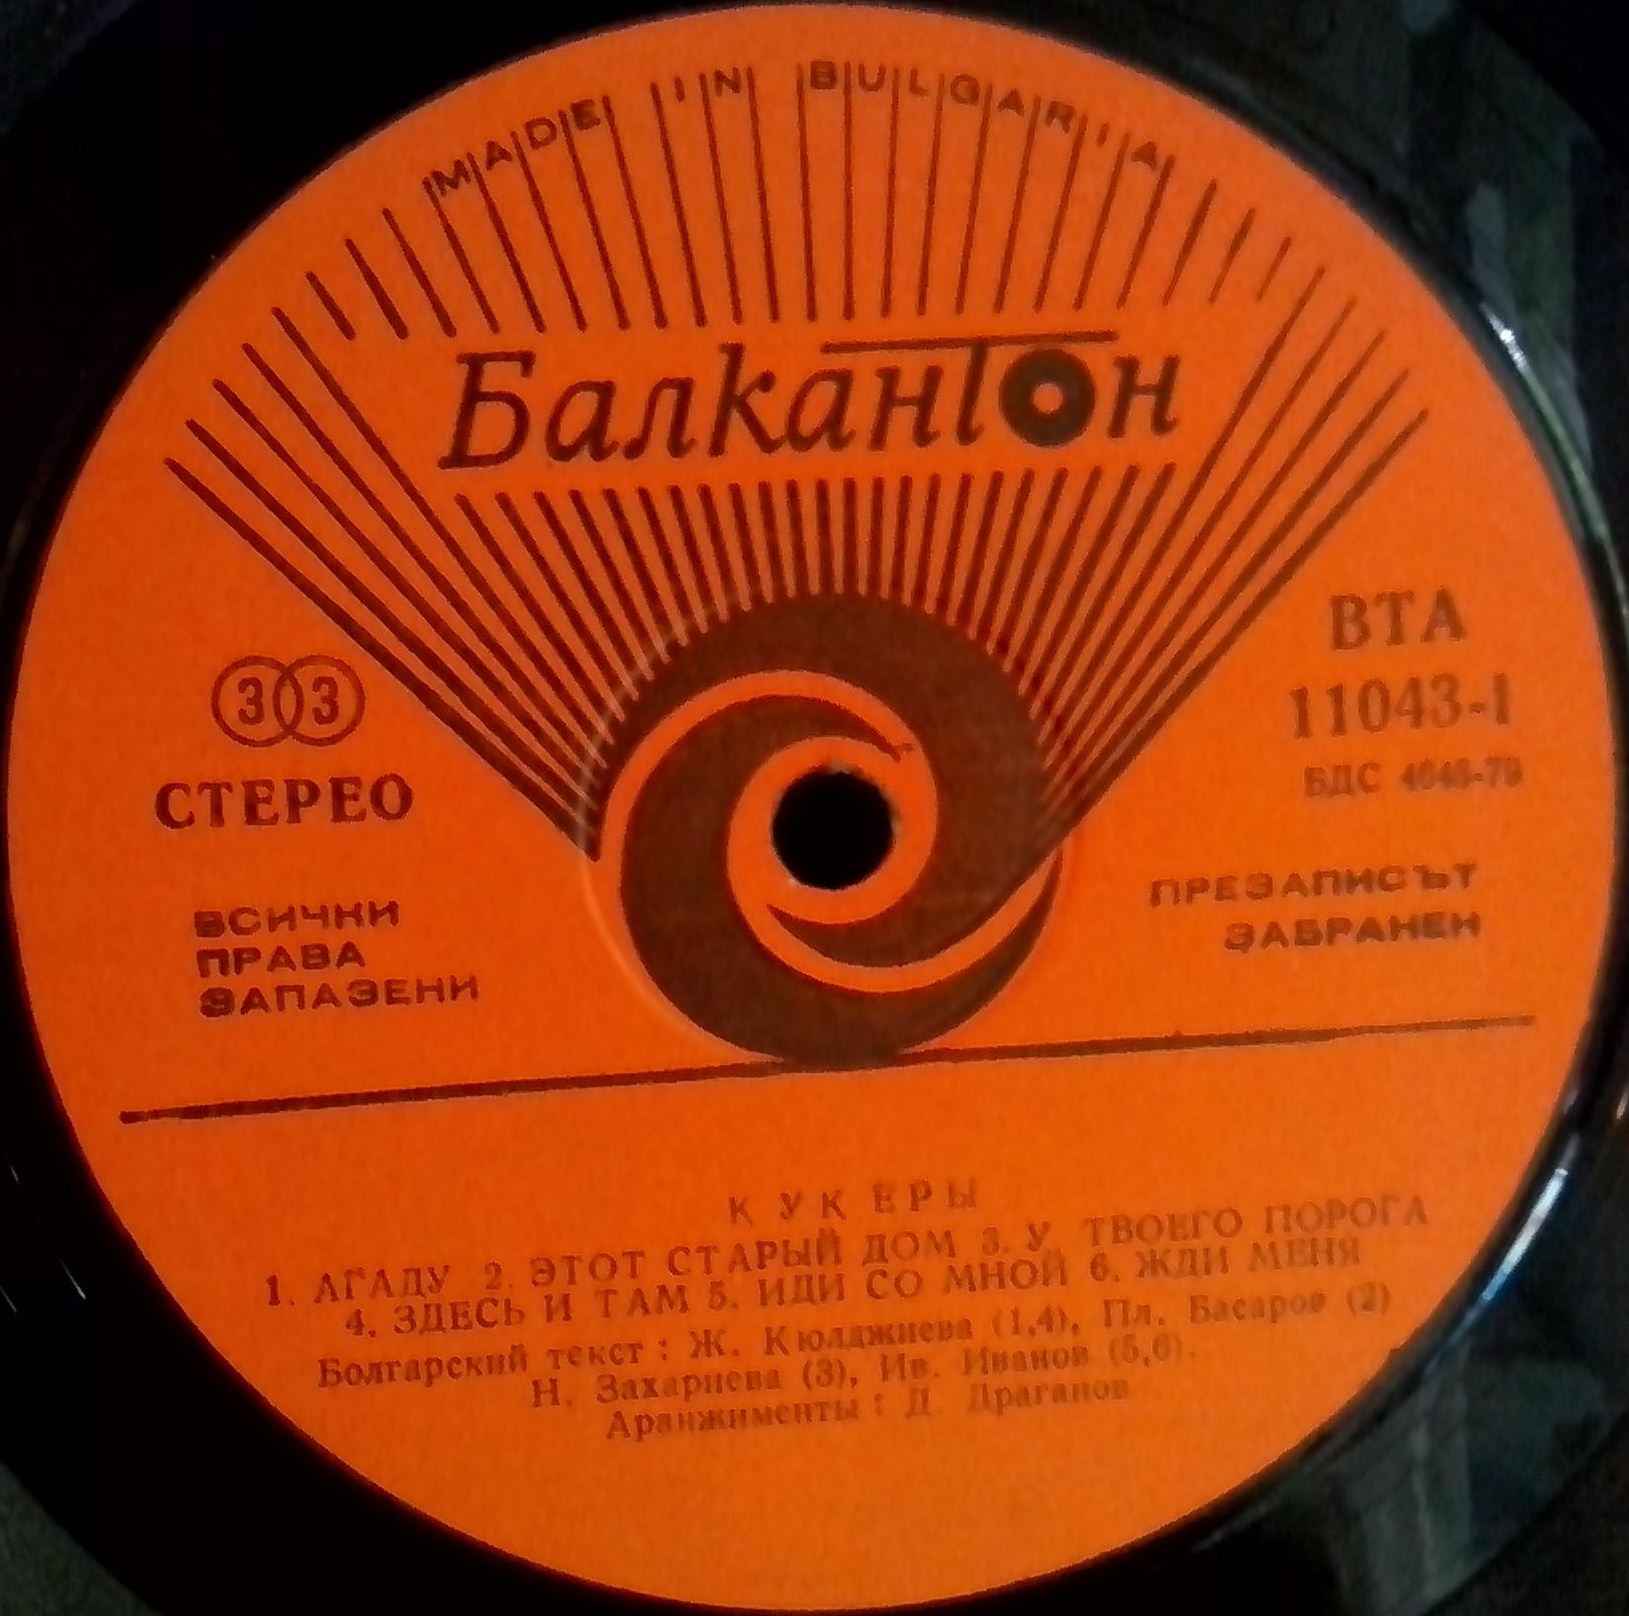 MADE IN BULGARIA
Балкантон
33
СТЕРЕО
ВСИЧКИ
ПРАВА
ЗАПАЗЕНИ
ВТА
11043-1
БДС
ПРЕЗАПИСЪТ
ЗАБРАНЕН
КУКЕРЫ
1. АГАДУ 2. ЭТОТ СТАРЫЙ ДОМ 3. У ТВОЕГО ПОРОГА
4. ЗДЕСЬ И ТАМ 5. ИДИ СО МНОЙ 6. ЖДИ МЕНЯ
Болгарский текст : Ж. Кюлджиева (1,4), Пл. Басаров (2)
Н. Захариева (3), Ив. Иванов (5,6).
Аранжименты : Д. Драганов